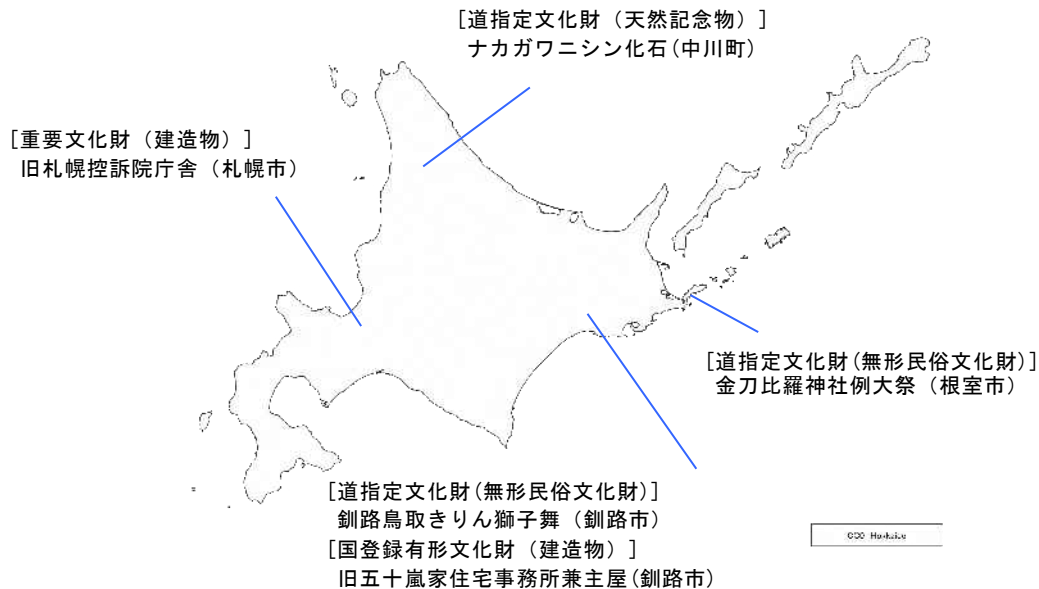 [道指定文化財（天然記念物）]
ナカガワニシン化石(中川町)
[重要文化財（建造物）]
旧札幌控訴院庁舎（札幌市）
[道指定文化財(無形民俗文化財)]
金刀比羅神社例大祭（根室市）
[道指定文化財(無形民俗文化財)]
釧路鳥取きりん獅子舞（釧路市）
[国登録有形文化財（建造物）]
旧五十嵐家住宅事務所兼主屋(釧路市)